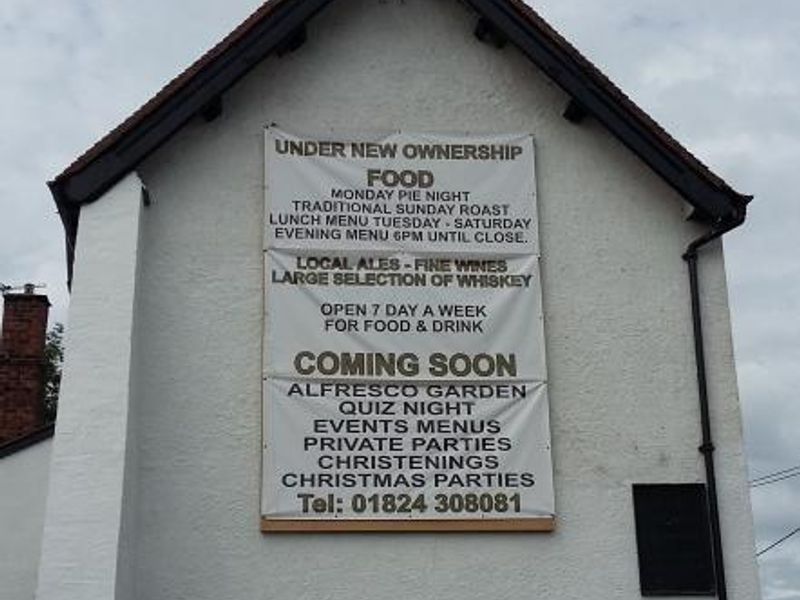 UNDER NEW OWNERSHIP
FOOD
MONDAY PIE NIGHT
TRADITIONAL SUNDAY ROAST
LUNCH MENU TUESDAY - SATURDAY
EVENING MENU 6PM UNTIL CLOSE.
LOCAL ALES - FINE WINES
LARGE SELECTION OF WHISKEY
OPEN 7 DAY A WEEK
FOR FOOD & DRINK
COMING SOON
ALFRESCO GARDEN
QUIZ NIGHT
EVENTS MENUS
PRIVATE PARTIES
CHRISTENINGS
CHRISTMAS PARTIES
Tel: 01824 308081